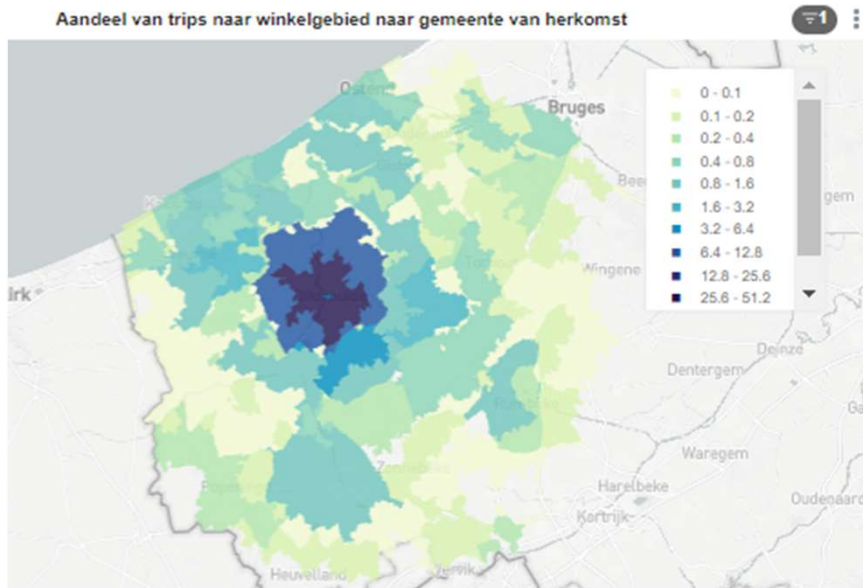 Aandeel van trips naar winkelgebied naar gemeente van herkomst
1
Bruges
0 - 0.1
0.1 - 0.2
0.2 - 0.4
0.4 - 0.8
0.8 - 1.6
1.6 - 3.2
3.2 - 6.4
6.4 - 12.8
12.8 - 25.6
25.6 - 51.2
gem
Wingene
irk
Deinze
Dentergem
Waregem
Harelbeke
Oudenaard
Kortrijk
Heuvelland